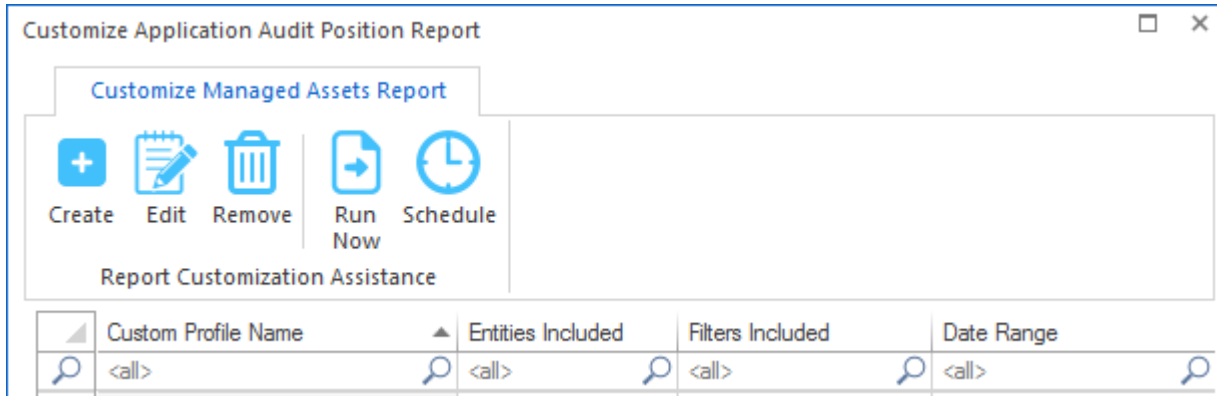 Customize Application Audit Position Report
Customize Managed Assets Report
Create Edit Remove Run Now Schedule
Report Customization Assistance
Custom Profile Name Entities Included Filters Included Date Range
<all> <all> <all> <all>